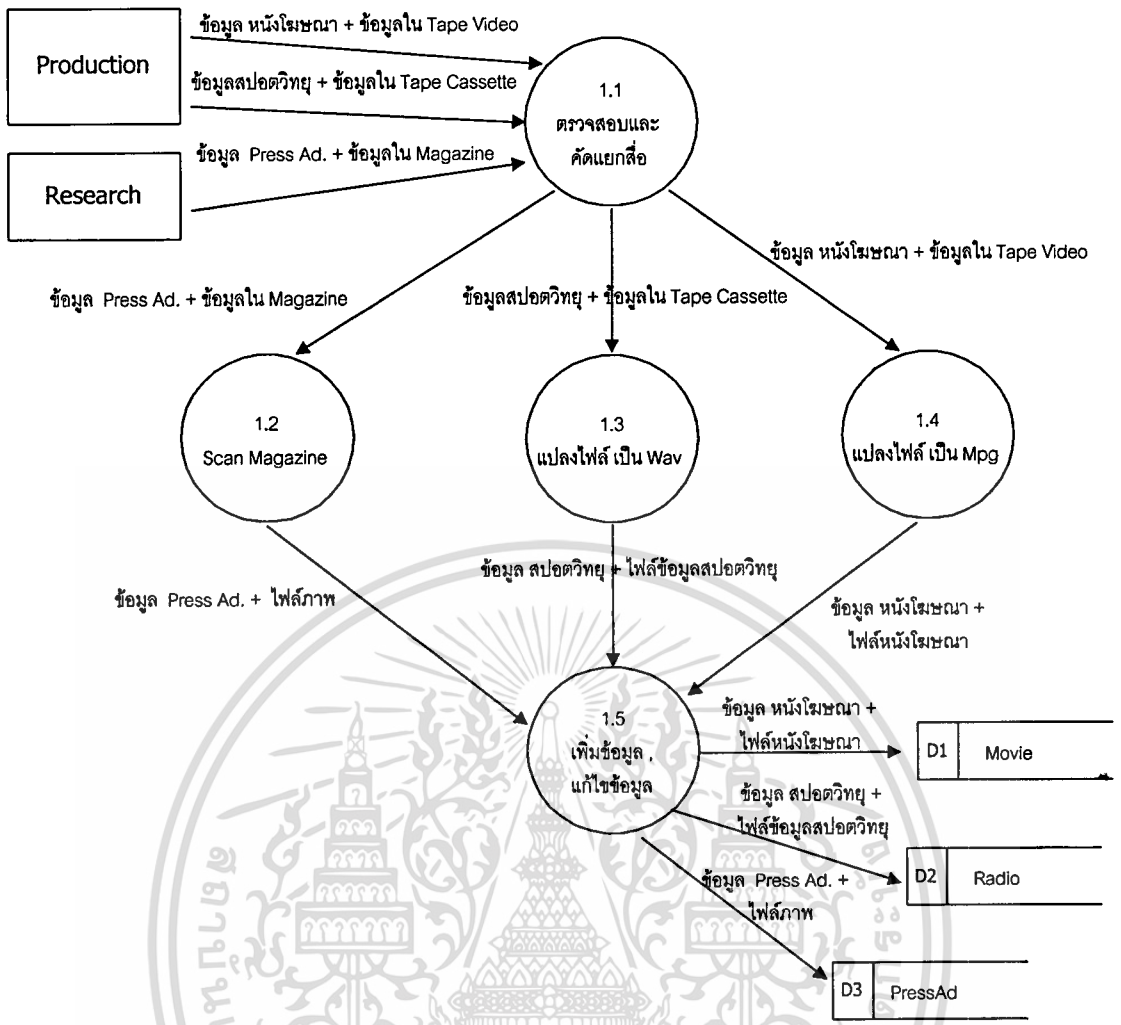 ข้อมูล หนังโฆษณา + ข้อมูลใน Tape Video
Production
ข้อมูลสปอตวิทยุ + ข้อมูลใน Tape Cassette
1.1
ตรวจสอบและ
คัดแยกสื่อ
ข้อมูล Press Ad. + ข้อมูลใน Magazine
Research
ข้อมูล หนังโฆษณา + ข้อมูลใน Tape Video
ข้อมูล Press Ad. + ข้อมูลใน Magazine
ข้อมูลสปอตวิทยุ + ข้อมูลใน Tape Cassette
1.2
Scan Magazine
1.3
แปลงไฟล์ เป็น Wav
1.4
แปลงไฟล์ เป็น Mpg
ข้อมูล Press Ad. + ไฟล์ภาพ
ข้อมูล สปอตวิทยุ + ไฟล์ข้อมูลสปอตวิทยุ
ข้อมูล หนังโฆษณา +
ไฟล์หนังโฆษณา
1.5
เพิ่มข้อมูล ,
แก้ไขข้อมูล
ข้อมูล หนังโฆษณา +
ไฟล์หนังโฆษณา
D1 Movie
ข้อมูล สปอตวิทยุ +
ไฟล์ข้อมูลสปอตวิทยุ
D2 Radio
ข้อมูล Press Ad. +
ไฟล์ภาพ
D3 PressAd